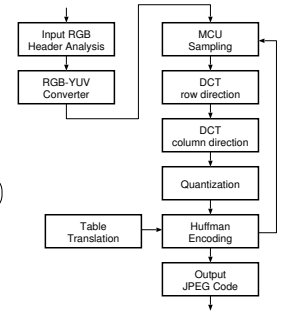 Input RGB
Header Analysis
RGB-YUV
Converter
MCU
Sampling
DCT
row direction
DCT
column direction
Quantization
Table
Translation
Huffman
Encoding
Output
JPEG Code
)